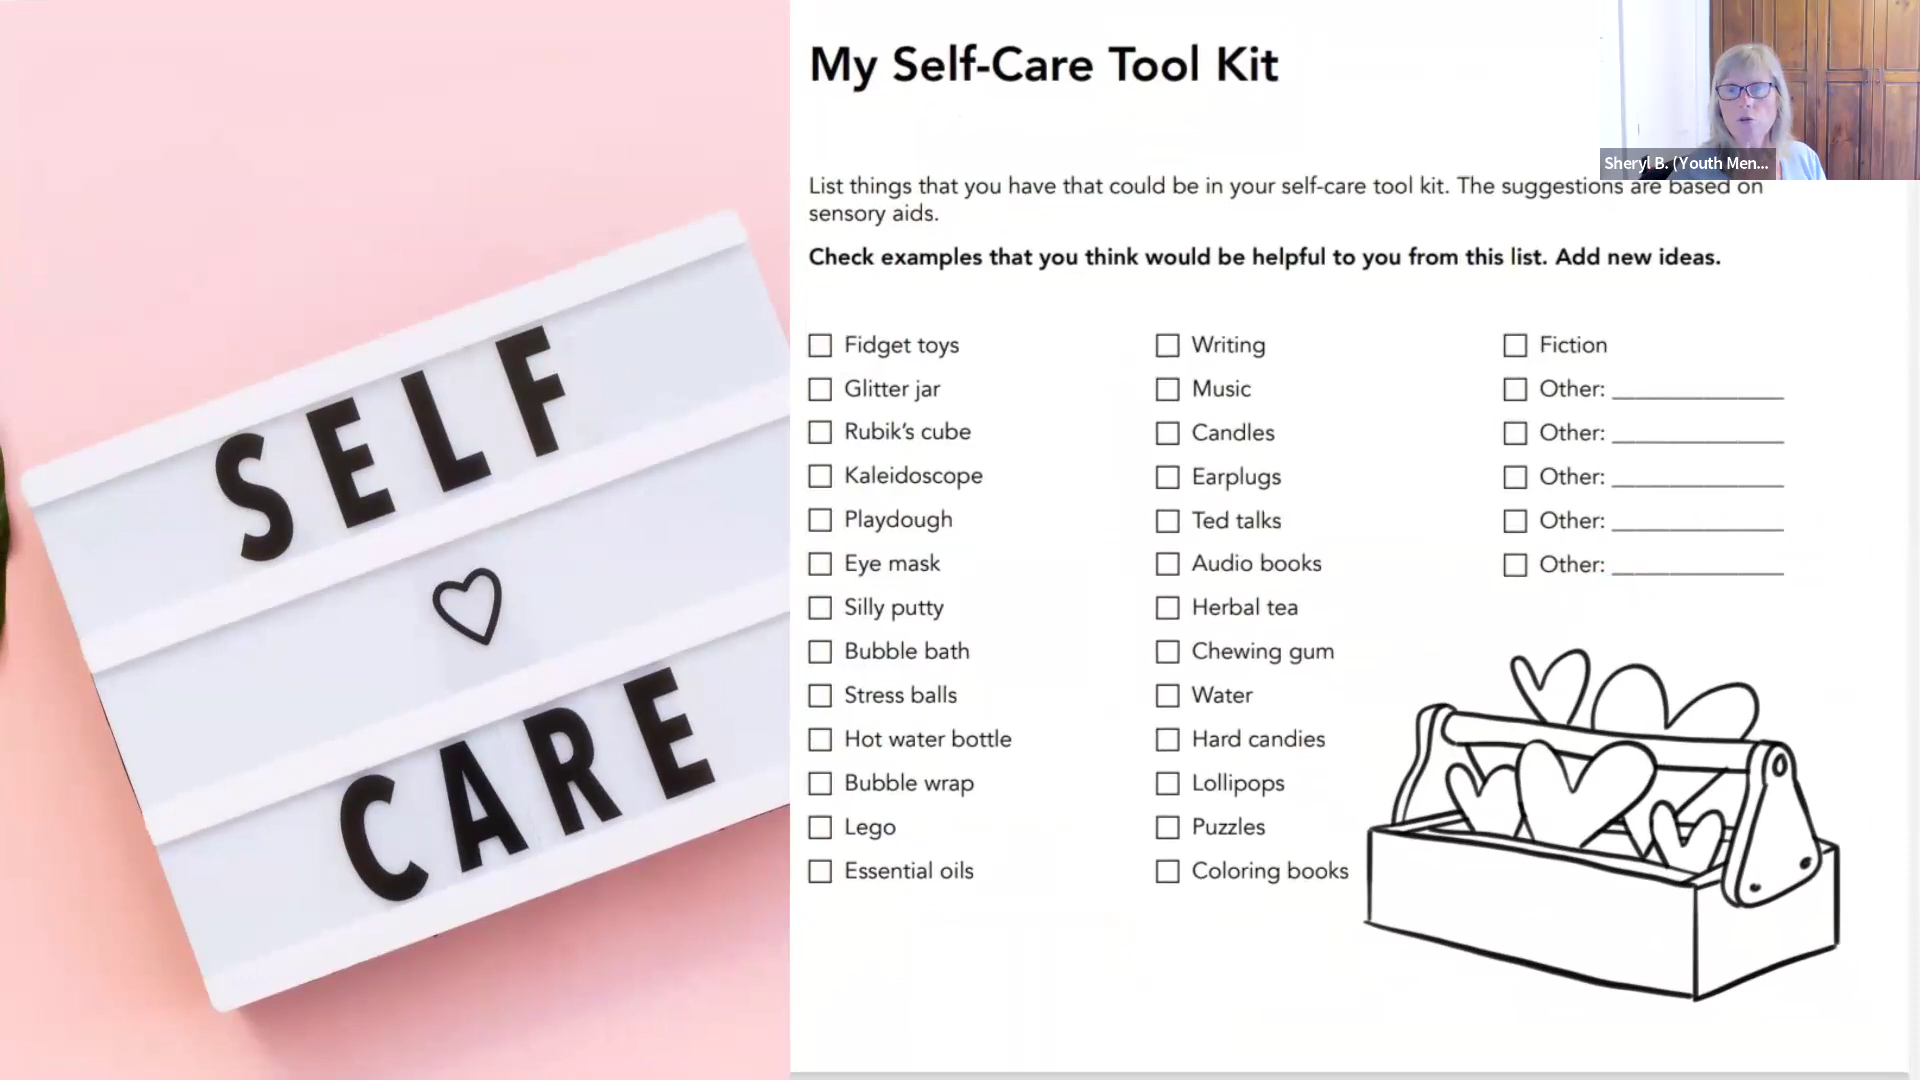 SELF
CARE
My Self-Care Tool Kit
Sheryl B. (Youth Men...
List things that you have that could be in your self-care tool kit. The suggestions are based on
sensory aids.
Check examples that you think would be helpful to you from this list. Add new ideas.
Fidget toys
Glitter jar
Rubik’s cube
Kaleidoscope
Playdough
Eye mask
Silly putty
Bubble bath
Stress balls
Hot water bottle
Bubble wrap
Lego
Essential oils
Writing
Music
Candles
Earplugs
Ted talks
Audio books
Herbal tea
Chewing gum
Water
Hard candies
Lollipops
Puzzles
Coloring books
Fiction
Other: ______________
Other: ______________
Other: ______________
Other: ______________
Other: ______________